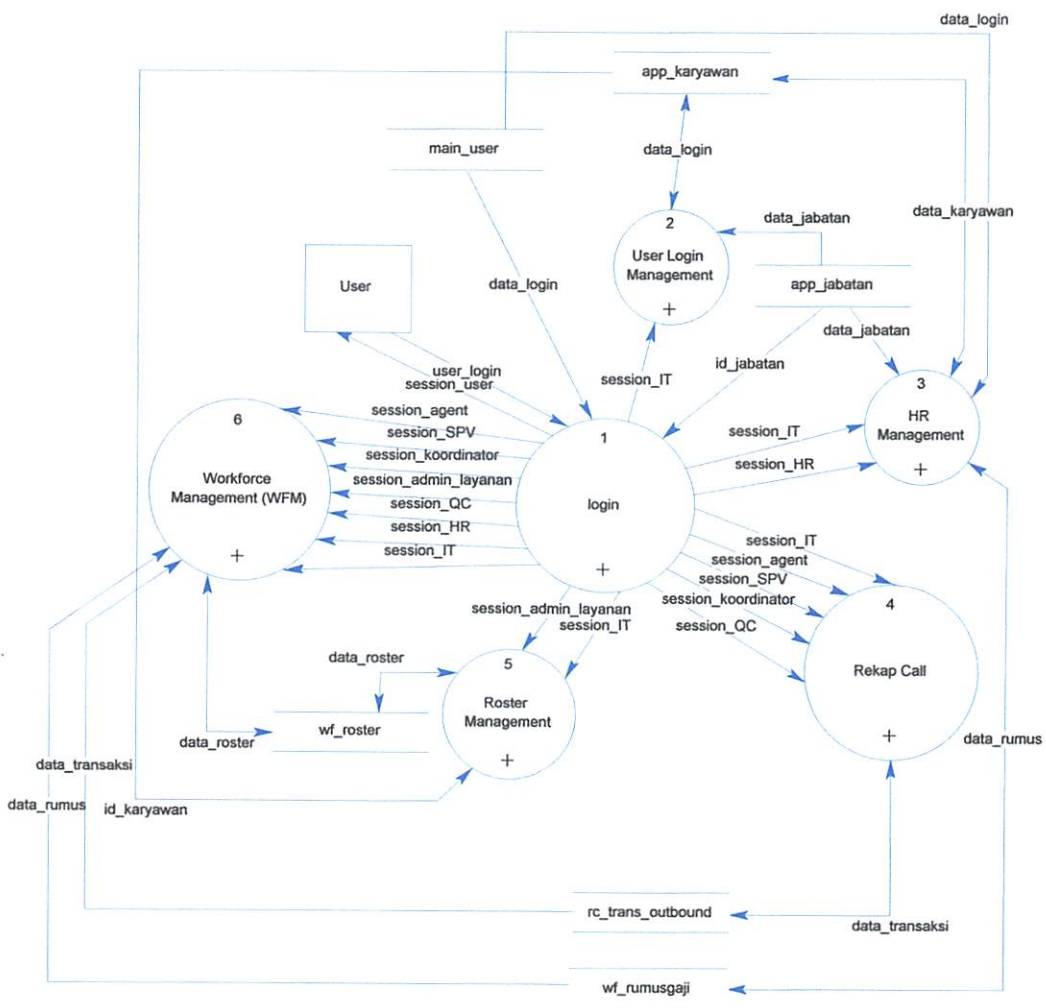 data_login
app_karyawan
main_user
data_login
data_karyawan
2
User Login
Management
+
data_jabatan
app_jabatan
User
data_login
data_jabatan
id_jabatan
user_login
session_user
session_IT
3
HR
Management
+
session_agent
session_SPV
session_koordinator
session_admin_layanan
session_QC
session_HR
session_IT
6
Workforce
Management (WFM)
+
1
login
+
session_IT
session_HR
session_IT
session_agent
session_SPV
session_koordinator
session_QC
session_admin_layanan
session_IT
4
Rekap Call
+
data_roster
5
Roster
Management
+
wf_roster
data_roster
data_rumus
data_transaksi
data_rumus
id_karyawan
rc_trans_outbound
data_transaksi
wf_rumusgaji